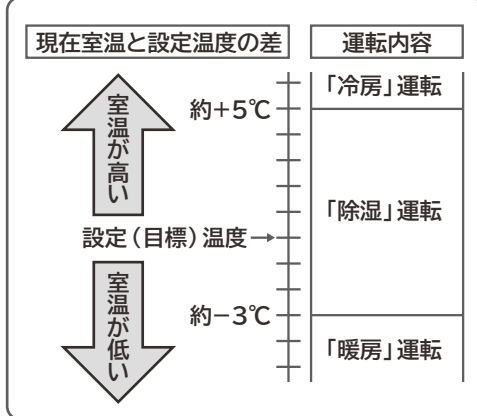 現在室温と設定温度の差
運転内容
室温が高い
約+5℃
「冷房」運転
「除湿」運転
設定(目標)温度→
室温が低い
約−3℃
「暖房」運転